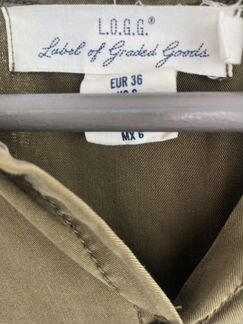 L.O.G.G.®
Label of Graded Goods.
EUR 36
MX 6